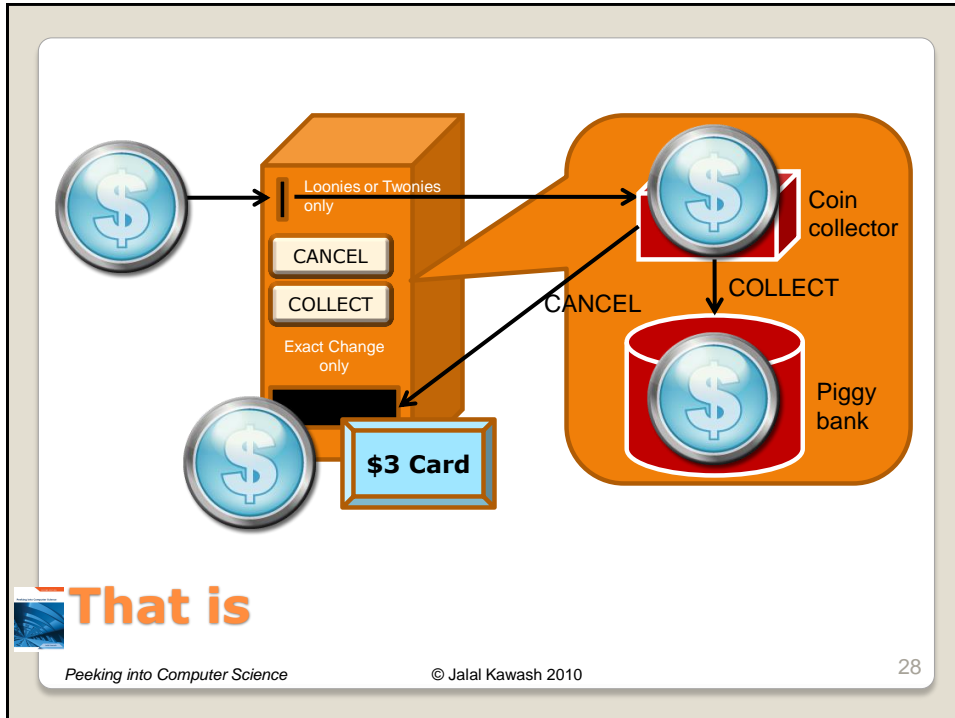 Loonies or Twonies
only
CANCEL
COLLECT
Exact Change
only
$3 Card
Coin
collector
CANCEL
COLLECT
Piggy
bank
$
$
$
$
That is
Peeking into Computer Science
© Jalal Kawash 2010
28